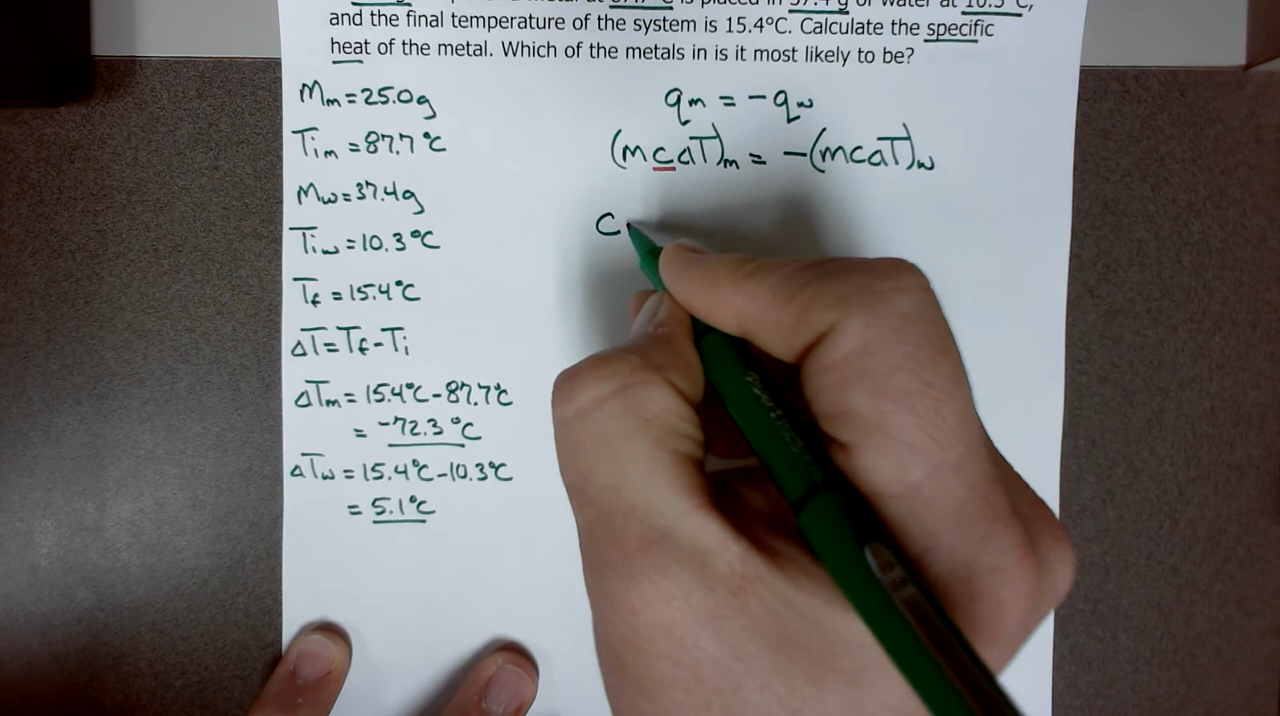 and the final temperature of the system is 15.4°C. Calculate the specific
heat of the metal. Which of the metals in is it most likely to be?
Mm=25.0g
Tim=87.7°C
Mw=37.4g
Tiw=10.3°C
Tf=15.4°C
ΔT=Tf-Ti
ΔTm=15.4°C-87.7°C
=-72.3°C
ΔTw=15.4°C-10.3°C
=5.1°C
qm=-qw
(mcΔT)m=-(mcΔT)w
C